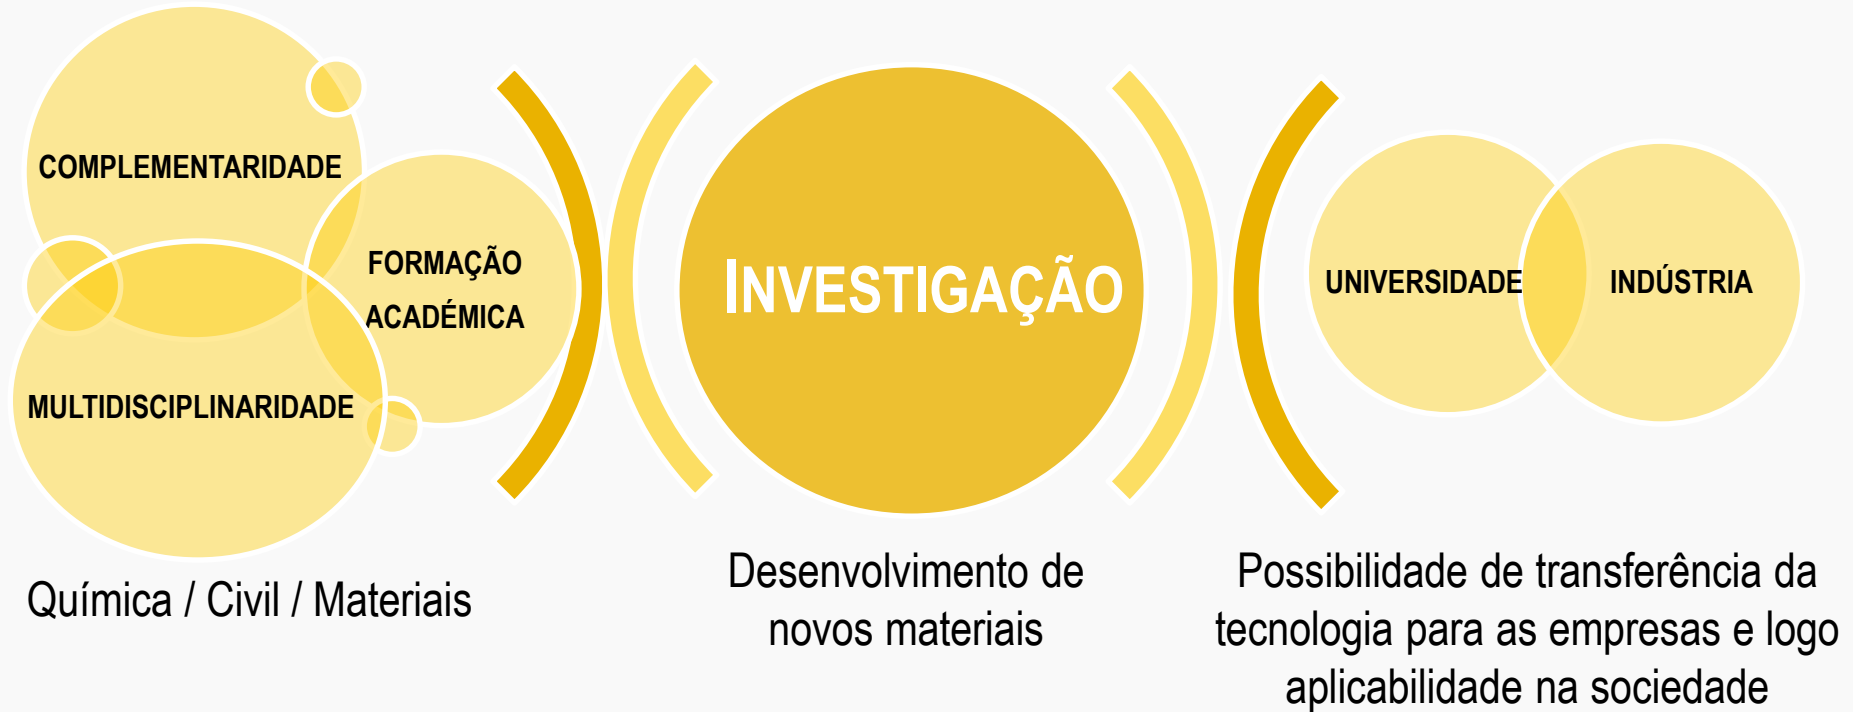 COMPLEMENTARIDADE
FORMAÇÃO
ACADÉMICA
MULTIDISCIPLINARIDADE
Química / Civil / Materiais
INVESTIGAÇÃO
Desenvolvimento de
novos materiais
UNIVERSIDADE
INDÚSTRIA
Possibilidade de transferência da
tecnologia para as empresas e logo
aplicabilidade na sociedade